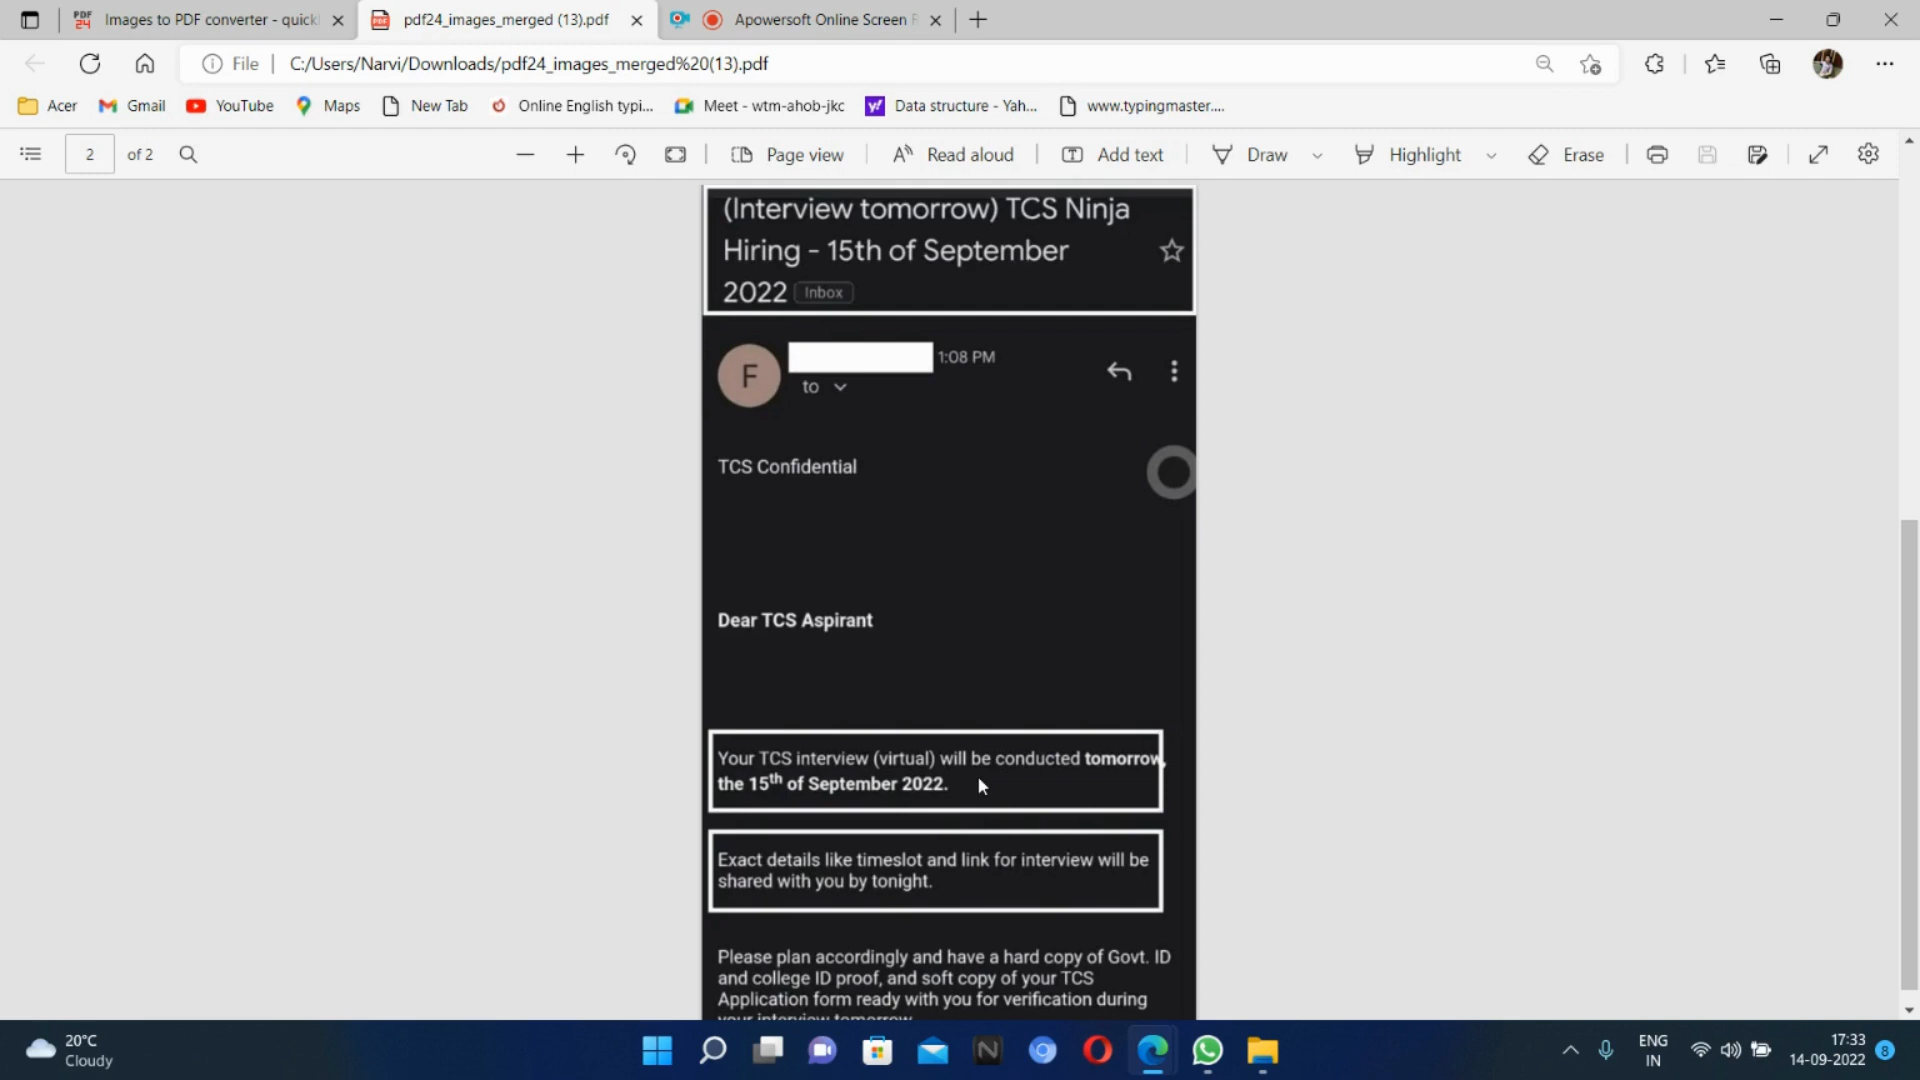 Images to PDF converter - quick
pdf24_images_merged (13).pdf
Apowersoft Online Screen
File
C:/Users/Narvi/Downloads/pdf24_images_merged%20(13).pdf
Acer
Gmail
YouTube
Maps
New Tab
Online English typi...
Meet - wtm-ahob-jkc
Data structure - Yah...
www.typingmaster....
2
of 2
Page view
Read aloud
Add text
Draw
Highlight
Erase
(Interview tomorrow) TCS Ninja
Hiring - 15th of September
2022 Inbox
F
1:08 PM
to
TCS Confidential
Dear TCS Aspirant
Your TCS interview (virtual) will be conducted tomorrow,
the 15th of September 2022.
Exact details like timeslot and link for interview will be
shared with you by tonight.
Please plan accordingly and have a hard copy of Govt. ID
and college ID proof, and soft copy of your TCS
Application form ready with you for verification during
your interview tomorrow
20°C
Cloudy
ENG
IN
17:33
14-09-2022
8